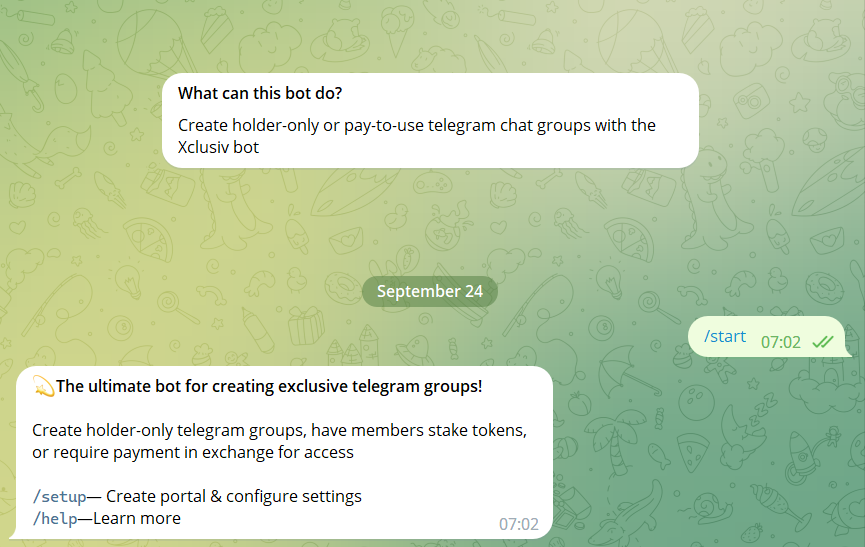 What can this bot do?
Create holder-only or pay-to-use telegram chat groups with the
Xclusiv bot
September 24
/start 07:02
💫The ultimate bot for creating exclusive telegram groups!
Create holder-only telegram groups, have members stake tokens,
or require payment in exchange for access
/setup— Create portal & configure settings
/help—Learn more
07:02